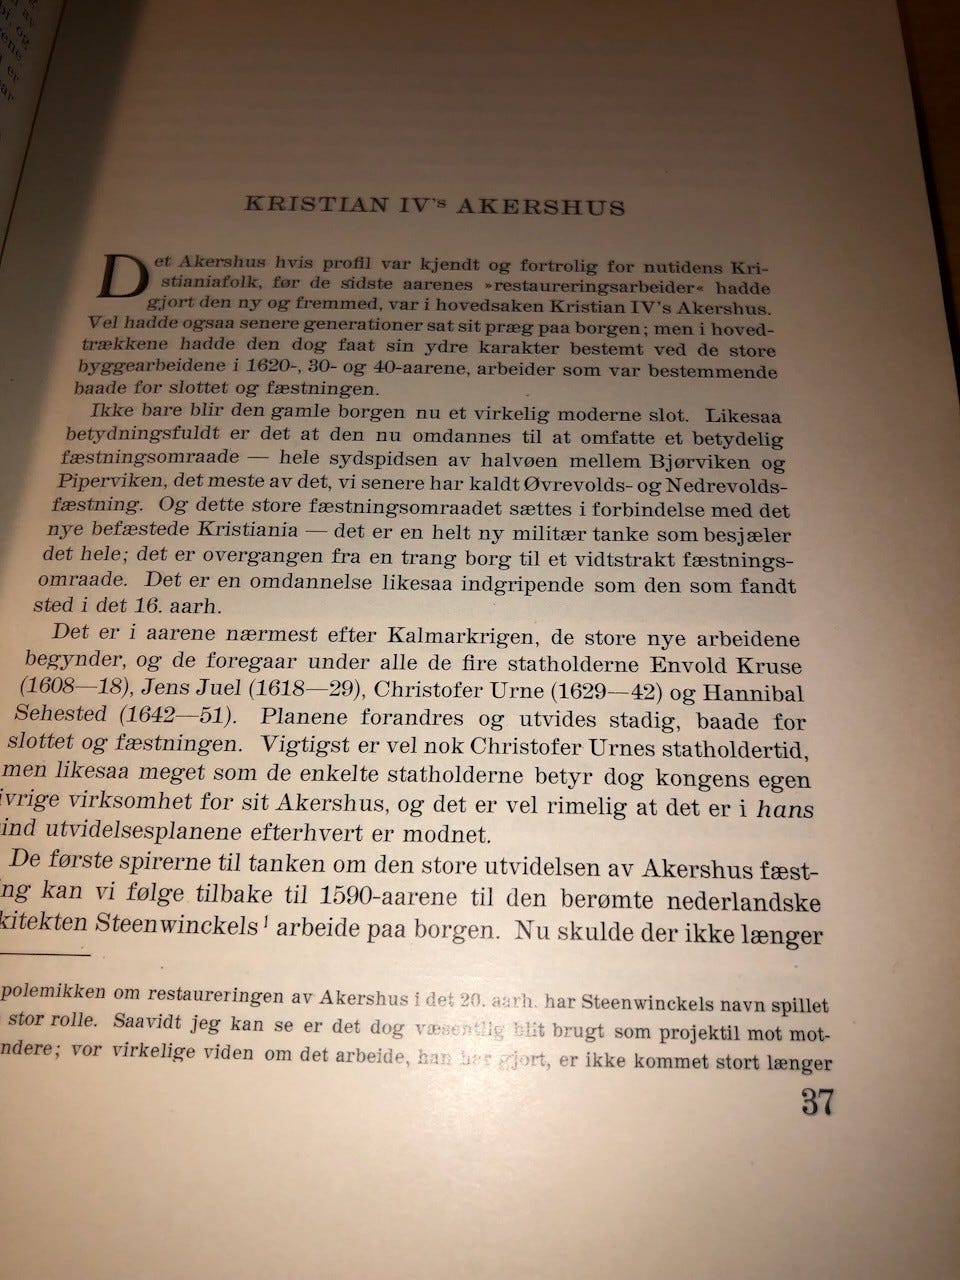 KRISTIAN IV's AKERSHUS
Det Akershus hvis profil var kjendt og fortrolig for nutidens Kri-
stianiafolk, før de sidste aarenes »restaureringsarbeider« hadde
gjort den ny og fremmed, var i hovedsaken Kristian IV's Akershus.
Vel hadde ogsaa senere generationer sat sit præg paa borgen; men i hoved-
trækkene hadde den dog faat sin ydre karakter bestemt ved de store
byggearbeidene i 1620-, 30- og 40-aarene, arbeider som var bestemmende
baade for slottet og fæstningen.
Ikke bare blir den gamle borgen nu et virkelig moderne slot. Likesaa
betydningsfuldt er det at den nu omdannes til at omfatte et betydelig
fæstningsomraade — hele sydspidsen av halvøen mellem Bjørviken og
Piperviken, det meste av det, vi senere har kaldt Øvrevolds- og Nedrevolds-
fæstning. Og dette store fæstningsomraadet sættes i forbindelse med det
nye befæstede Kristiania — det er en helt ny militær tanke som besjæler
det hele; det er overgangen fra en trang borg til et vidtstrakt fæstnings-
omraade. Det er en omdannelse likesaa indgripende som den som fandt
sted i det 16. aarh.
Det er i aarene nærmest efter Kalmarkrigen, de store nye arbeidene
begynder, og de foregaar under alle de fire statholderne Envold Kruse
(1608—18), Jens Juel (1618—29), Christofer Urne (1629—42) og Hannibal
Sehested (1642—51). Planene forandres og utvides stadig, baade for
slottet og fæstningen. Vigtigst er vel nok Christofer Urnes statholdertid,
men likesaa meget som de enkelte statholderne betyr dog kongens egen
ivrige virksomhet for sit Akershus, og det er vel rimelig at det er i hans
ind utvidelsesplanene efterhvert er modnet.
De første spirerne til tanken om den store utvidelsen av Akershus fæst-
ng kan vi følge tilbake til 1590-aarene til den berømte nederlandske
kitekten Steenwinckels¹ arbeide paa borgen. Nu skulde der ikke længer
polemikken om restaureringen av Akershus i det 20. aarh. har Steenwinckels navn spillet
stor rolle. Saavidt jeg kan se er det dog væsentlig blit brugt som projektil mot mot-
ndere; vor virkelige viden om det arbeide, han har gjort, er ikke kommet stort længer
37